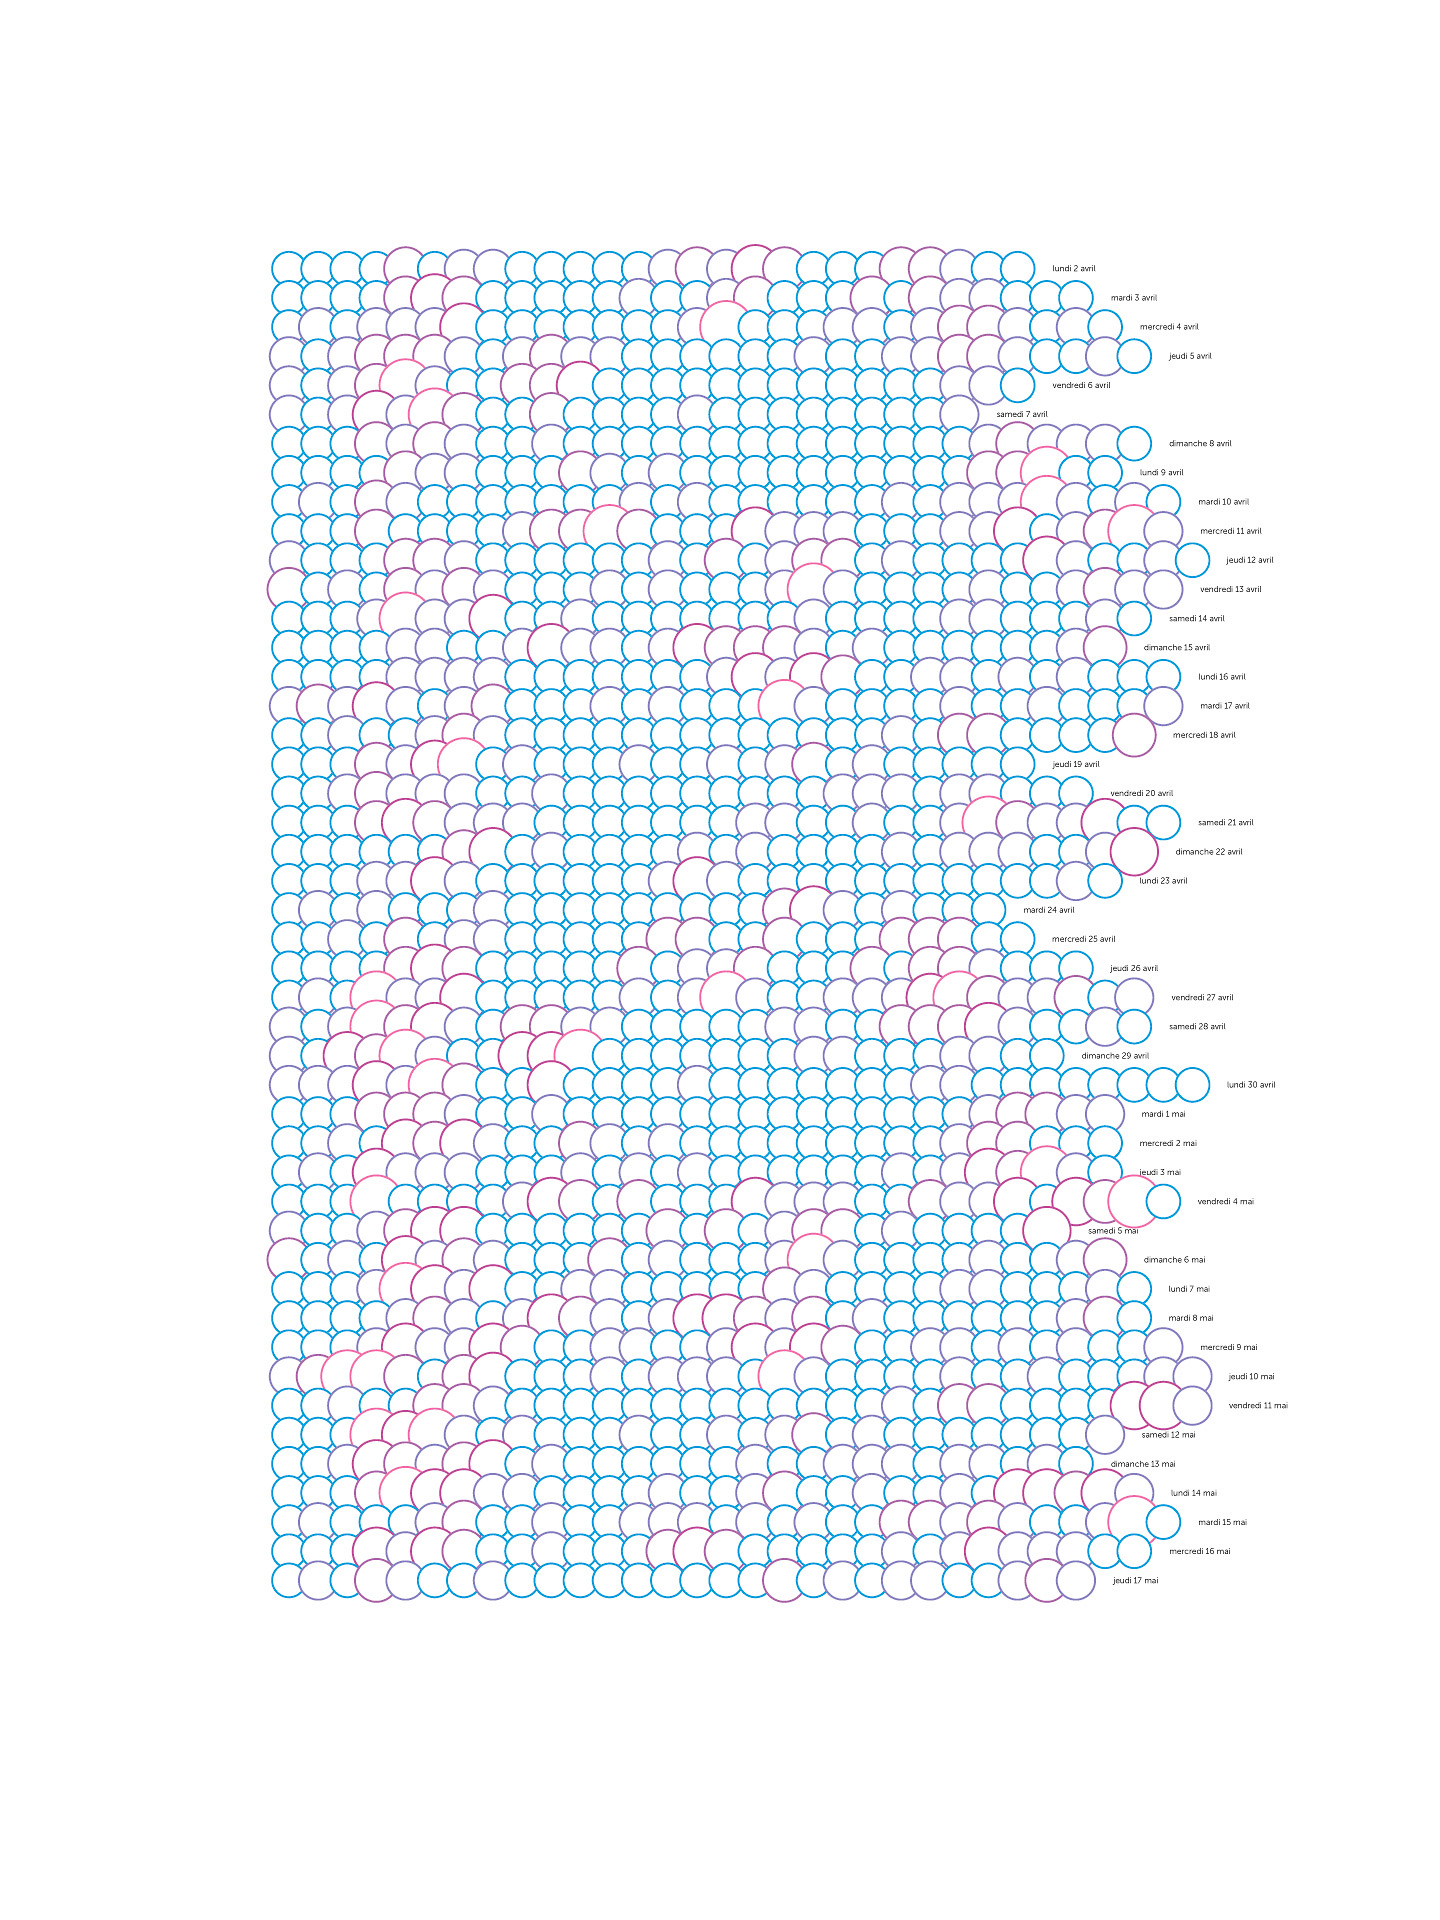 lundi 2 avril
mardi 3 avril
mercredi 4 avril
jeudi 5 avril
vendredi 6 avril
samedi 7 avril
dimanche 8 avril
lundi 9 avril
mardi 10 avril
mercredi 11 avril
jeudi 12 avril
vendredi 13 avril
samedi 14 avril
dimanche 15 avril
lundi 16 avril
mardi 17 avril
mercredi 18 avril
jeudi 19 avril
vendredi 20 avril
samedi 21 avril
dimanche 22 avril
lundi 23 avril
mardi 24 avril
mercredi 25 avril
jeudi 26 avril
vendredi 27 avril
samedi 28 avril
dimanche 29 avril
lundi 30 avril
mardi 1 mai
mercredi 2 mai
jeudi 3 mai
vendredi 4 mai
samedi 5 mai
dimanche 6 mai
lundi 7 mai
mardi 8 mai
mercredi 9 mai
jeudi 10 mai
vendredi 11 mai
samedi 12 mai
dimanche 13 mai
lundi 14 mai
mardi 15 mai
mercredi 16 mai
jeudi 17 mai